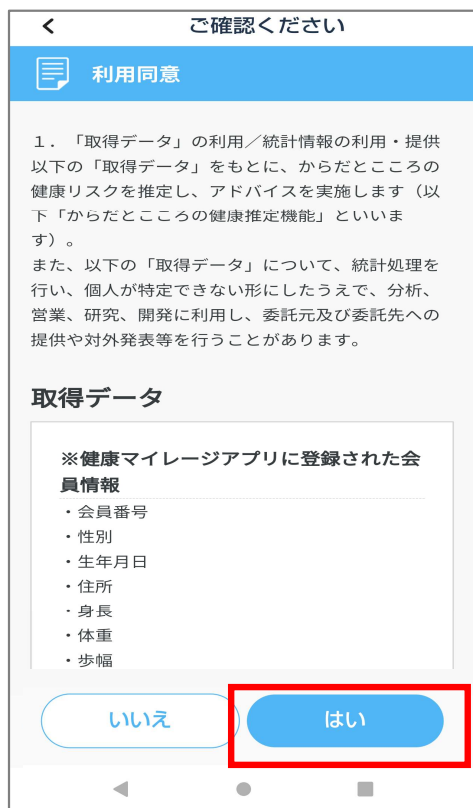 ご確認ください
利用同意
1.「取得データ」の利用／統計情報の利用・提供
以下の「取得データ」をもとに、からだとこころの
健康リスクを推定し、アドバイスを実施します（以
下「からだとこころの健康推定機能」といいま
す）。
また、以下の「取得データ」について、統計処理を
行い、個人が特定できない形にしたうえで、分析、
営業、研究、開発に利用し、委託元及び委託先への
提供や対外発表等を行うことがあります。
取得データ
※健康マイレージアプリに登録された会
員情報
・会員番号
・性別
・生年月日
・住所
・身長
・体重
・歩幅
いいえ
はい